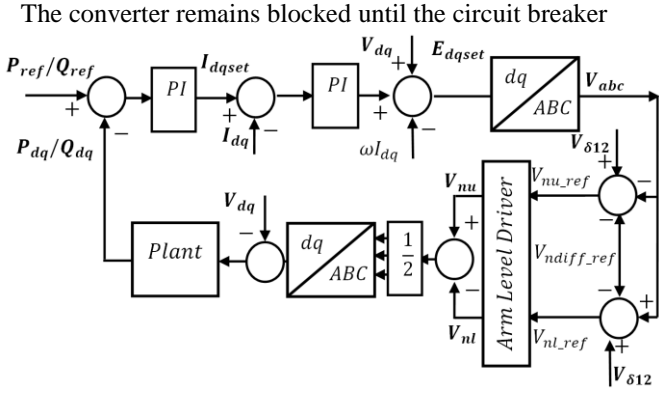 The converter remains blocked until the circuit breaker
P_ref/Q_ref
I_dqset
V_dq
E_dqset
+
PI
PI
dq
ABC
V_abc
+
−
+
−
I_dq
+
−
ωI_dq
P_dq/Q_dq
V_δ12
+
−
−
V_nu_ref
V_nu
V_dq
−
Plant
dq
ABC
1
2
+
−
Arm Level Driver
V_ndiff_ref
−
+
V_nl
V_nl_ref
+
V_δ12